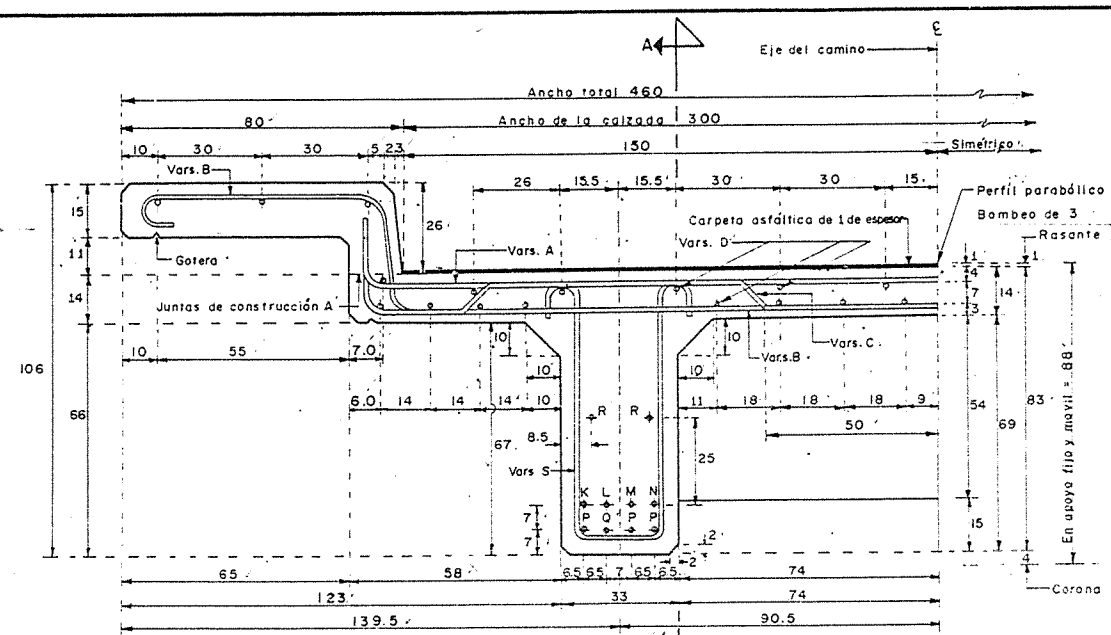 A
Eje del camino
Ancho total 460
80
Ancho de la calzada 300
10 30 30 5 2 3
150
Simétrico
Vars. B
26 15.5 15.5 30 30 15
Perfil parabólico
Bombeo de 3
Rasante
15
26
Carpeta asfáltica de 1 de espesor
Vars. D
11
Gotera
Vars. A
1
4
1
14
Juntas de construcción A
7
14
3
10
10
Vars. C
Vars. B
10 55 7.0
10
10
106
66
6.0 14 14 14 10
R R
11 18 18 18 9
54
83
69
En apoyo fijo y movil = 88
8.5
67
50
25
Vars S
K L M N
7
P Q P P
7
2
2
15
4
Corona
65 58 6.5 6.5 7 6.5 6.5 74
123 33 74
139.5 90.5